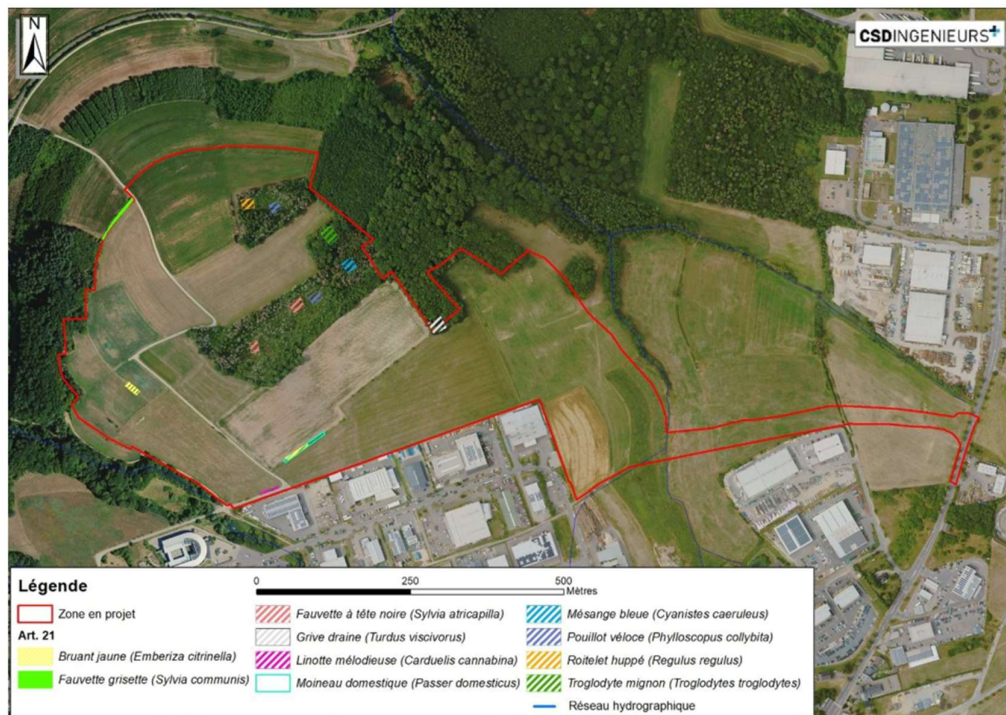 N
CSDINGENIEURS+
Légende
Zone en projet
Art. 21
Bruant jaune (Emberiza citrinella)
Fauvette grisette (Sylvia communis)
0 250 500
Mètres
Fauvette à tête noire (Sylvia atricapilla)
Grive draine (Turdus viscivorus)
Linotte mélodieuse (Carduelis cannabina)
Moineau domestique (Passer domesticus)
Mésange bleue (Cyanistes caeruleus)
Pouillot véloce (Phylloscopus collybita)
Roitelet huppé (Regulus regulus)
Troglodyte mignon (Troglodytes troglodytes)
Réseau hydrographique